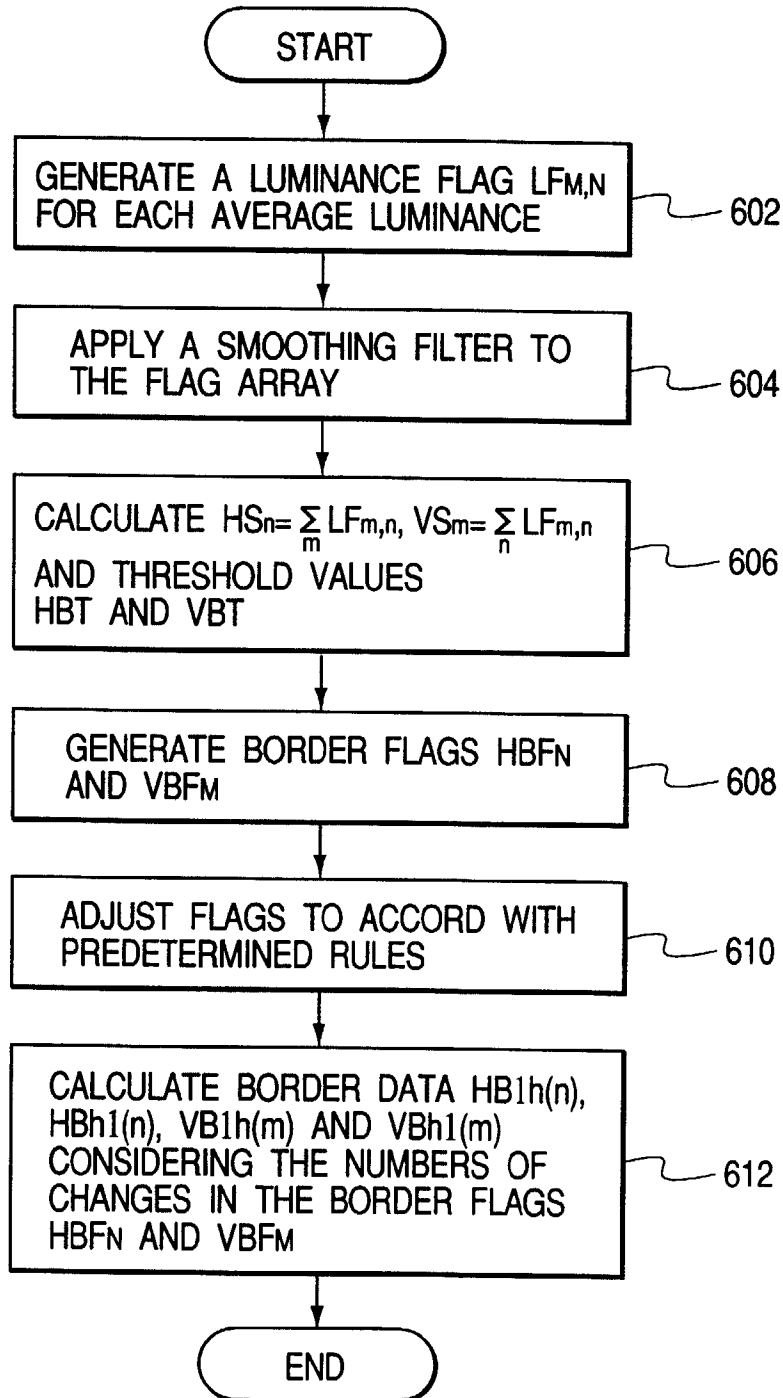 START
GENERATE A LUMINANCE FLAG LFM,N
FOR EACH AVERAGE LUMINANCE
602
APPLY A SMOOTHING FILTER TO
THE FLAG ARRAY
604
CALCULATE HSn= Σm LFm,n, VSm= Σn LFm,n
AND THRESHOLD VALUES
HBT AND VBT
606
GENERATE BORDER FLAGS HBFN
AND VBFM
608
ADJUST FLAGS TO ACCORD WITH
PREDETERMINED RULES
610
CALCULATE BORDER DATA HB1h(n),
HBh1(n), VB1h(m) AND VBh1(m)
CONSIDERING THE NUMBERS OF
CHANGES IN THE BORDER FLAGS
HBFN AND VBFM
612
END